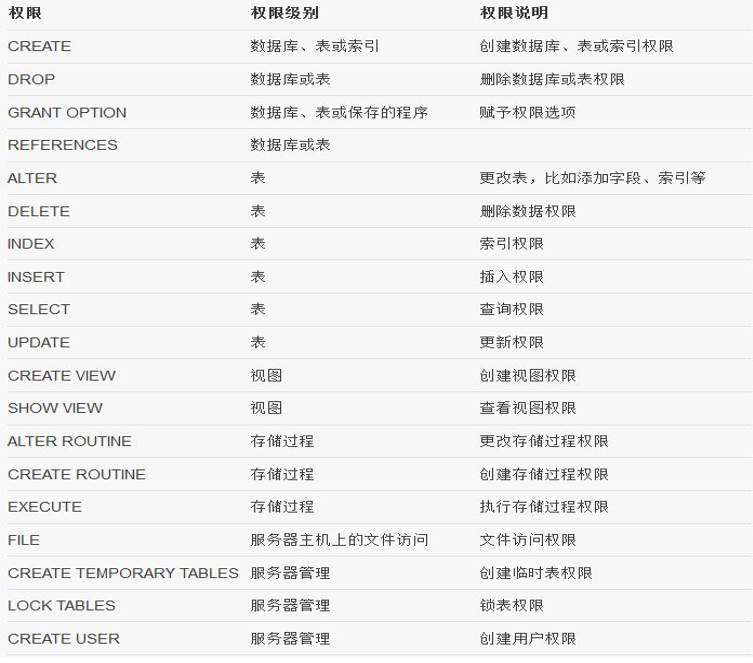 权限 权限级别 权限说明
CREATE 数据库、表或索引 创建数据库、表或索引权限
DROP 数据库或表 删除数据库或表权限
GRANT OPTION 数据库、表或保存的程序 赋予权限选项
REFERENCES 数据库或表
ALTER 表 更改表，比如添加字段、索引等
DELETE 表 删除数据权限
INDEX 表 索引权限
INSERT 表 插入权限
SELECT 表 查询权限
UPDATE 表 更新权限
CREATE VIEW 视图 创建视图权限
SHOW VIEW 视图 查看视图权限
ALTER ROUTINE 存储过程 更改存储过程权限
CREATE ROUTINE 存储过程 创建存储过程权限
EXECUTE 存储过程 执行存储过程权限
FILE 服务器主机上的文件访问 文件访问权限
CREATE TEMPORARY TABLES 服务器管理 创建临时表权限
LOCK TABLES 服务器管理 锁表权限
CREATE USER 服务器管理 创建用户权限